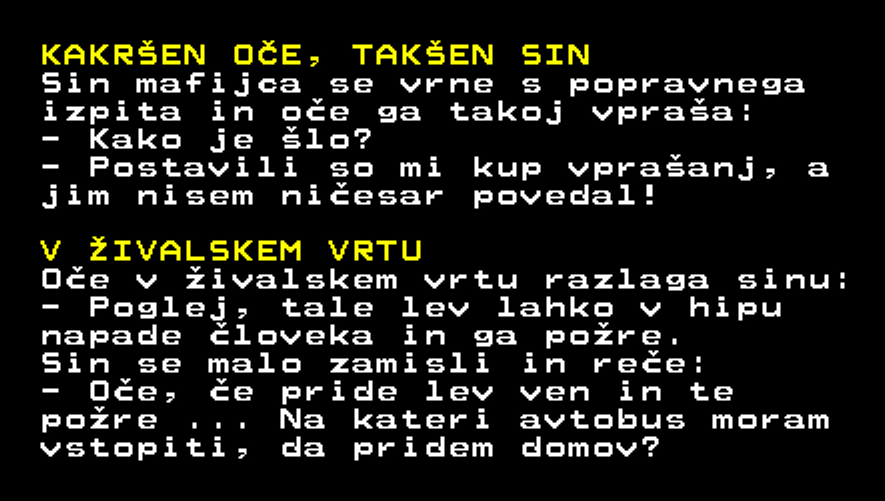 KAKRŠEN OČE, TAKŠEN SIN
Sin mafijca se vrne s popravnega
izpita in oče ga takoj vpraša:
- Kako je šlo?
- Postavili so mi kup vprašanj, a
jim nisem ničesar povedal!
V ŽIVALSKEM VRTU
Oče v živalskem vrtu razlaga sinu:
- Poglej, tale lev lahko v hipu
napade človeka in ga požre.
Sin se malo zamisli in reče:
- Oče, če pride lev ven in te
požre ... Na kateri avtobus moram
vstopiti, da pridem domov?